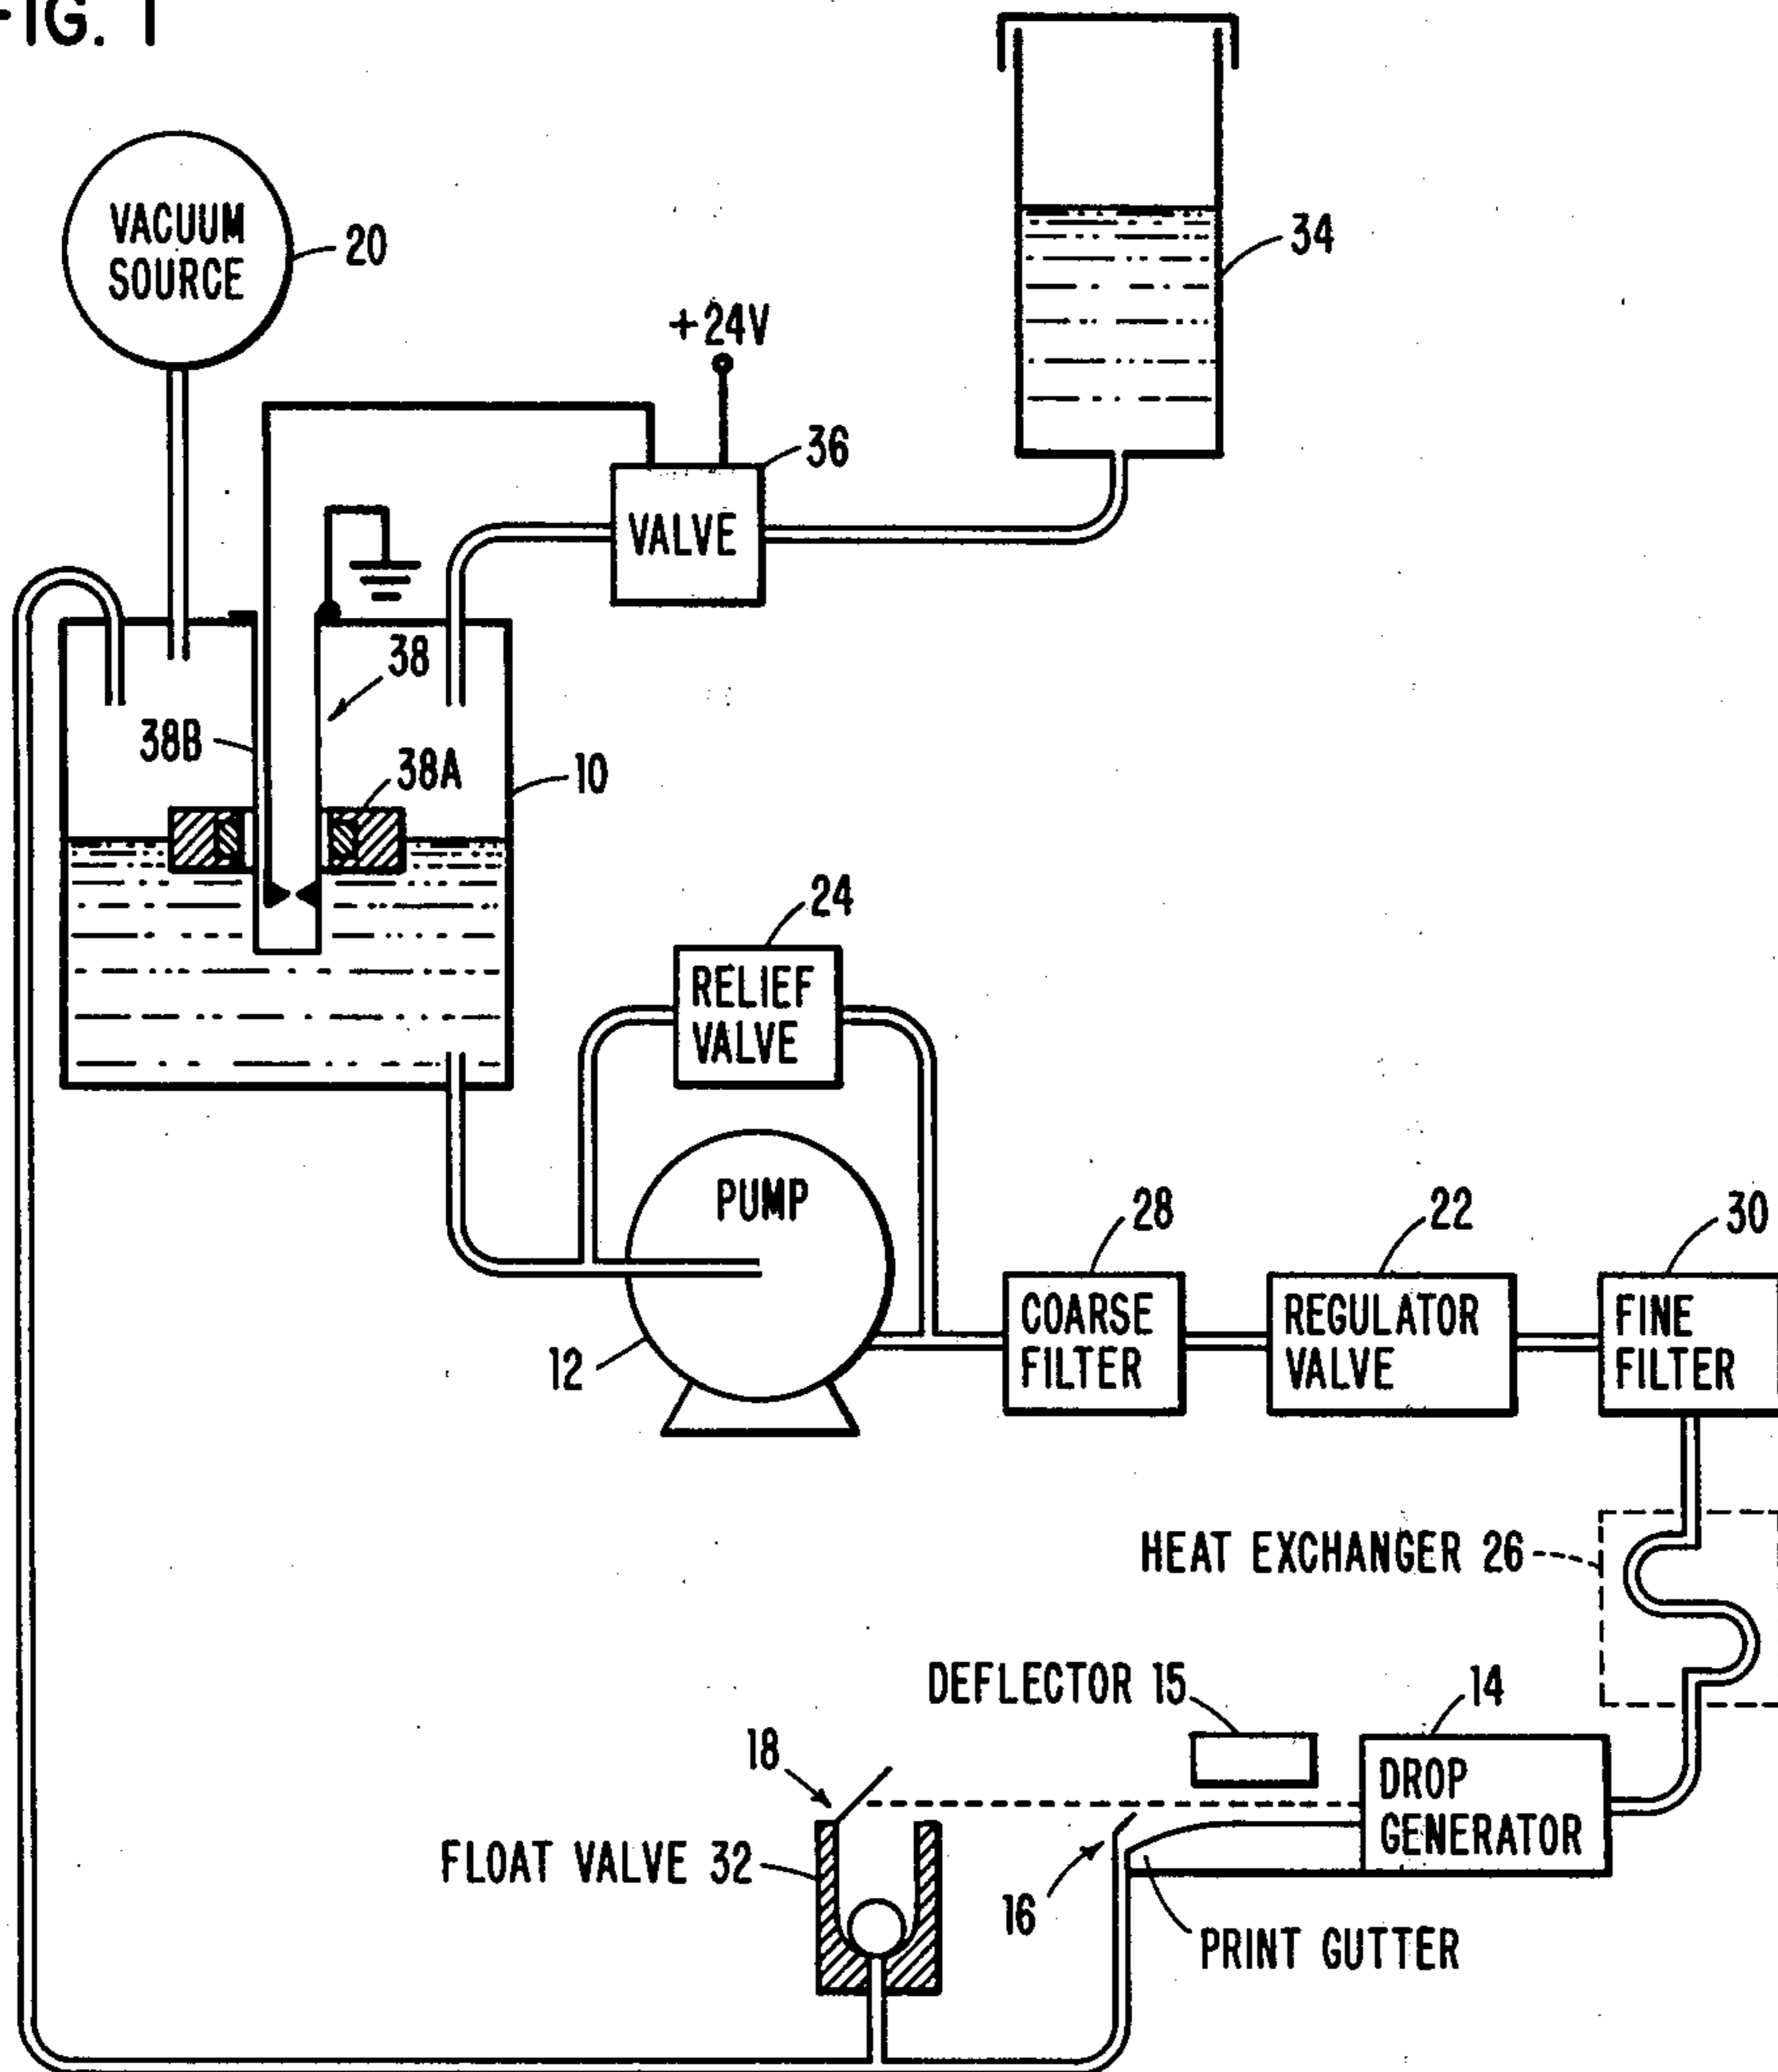 FIG. 1
VACUUM
SOURCE
20
34
+24V
36
VALVE
38
38B
38A
10
24
RELIEF
VALVE
PUMP
12
28
22
30
COARSE
FILTER
REGULATOR
VALVE
FINE
FILTER
HEAT EXCHANGER 26
DEFLECTOR 15
14
18
DROP
GENERATOR
FLOAT VALVE 32
16
PRINT GUTTER